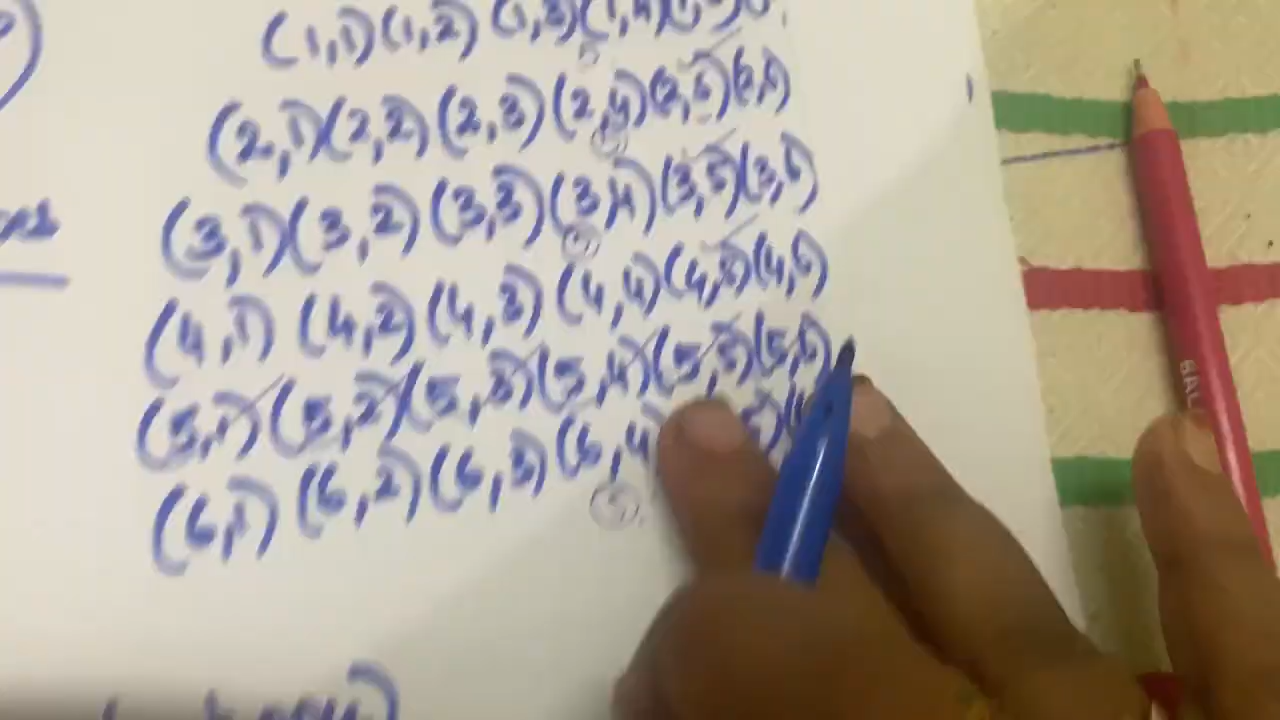 (1,1) (1,2) (1,3) (1,4)
(2,1) (2,2) (2,3) (2,4) (2,5) (2,6)
(3,1) (3,2) (3,3) (3,4) (3,5) (3,6)
(4,1) (4,2) (4,3) (4,4) (4,5) (4,6)
(5,1) (5,2) (5,3) (5,4) (5,5) (5,6)
(6,1) (6,2) (6,3) (6,4)